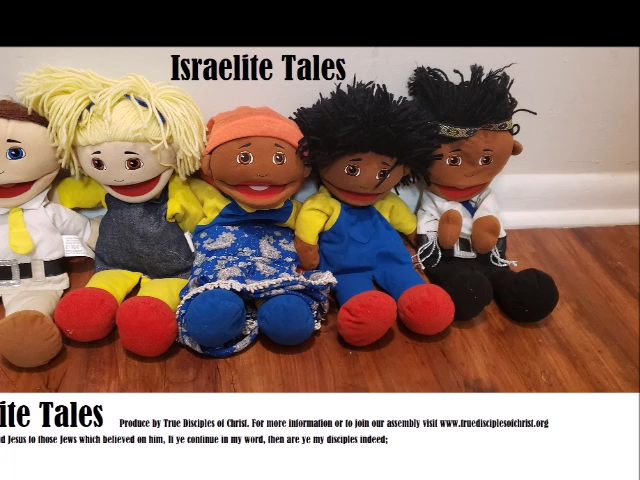 Israelite Tales
ite Tales Produce by True Disciples of Christ. For more information or to join our assembly visit www.truedisciplesofchrist.org
d Jesus to those Jews which believed on him, If ye continue in my word, then are ye my disciples indeed;